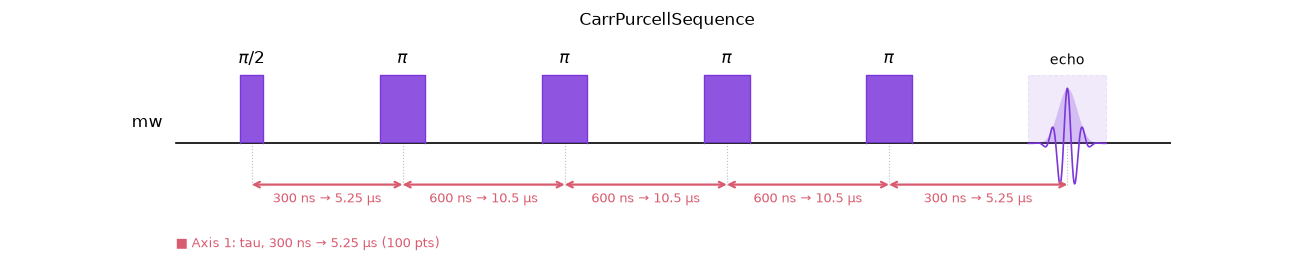 CarrPurcellSequence
π/2 π π π π echo
mw
300 ns → 5.25 μs 600 ns → 10.5 μs 600 ns → 10.5 μs 600 ns → 10.5 μs 300 ns → 5.25 μs
Axis 1: tau, 300 ns → 5.25 μs (100 pts)